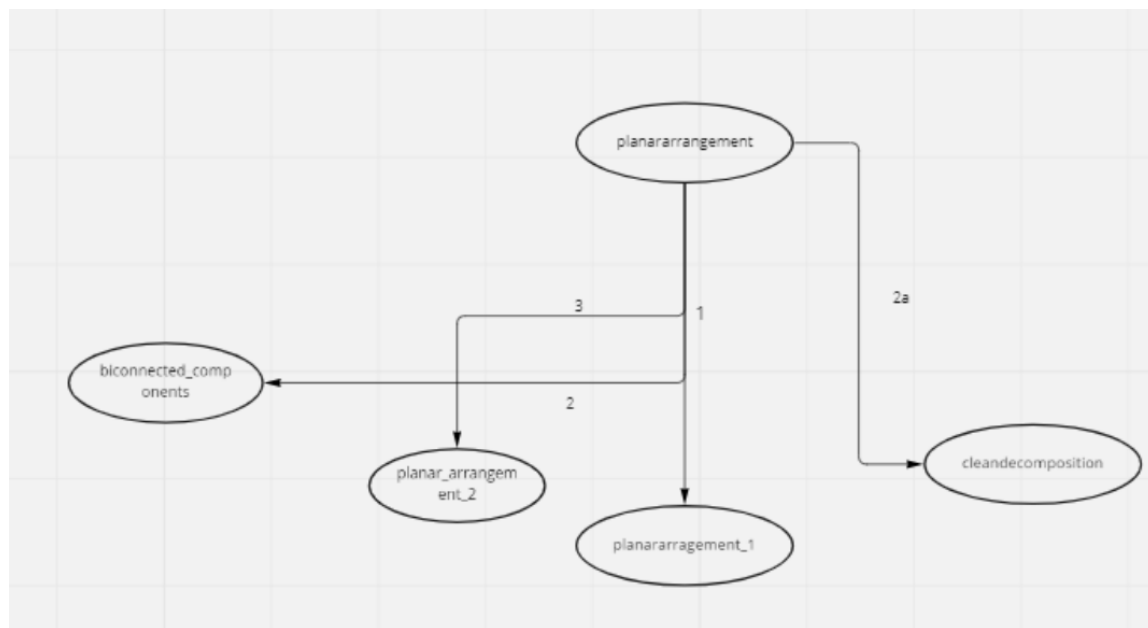 planararrangement
2a
3
1
biconnected_comp
onents
2
planar_arrangem
ent_2
cleandecomposition
planararragement_1